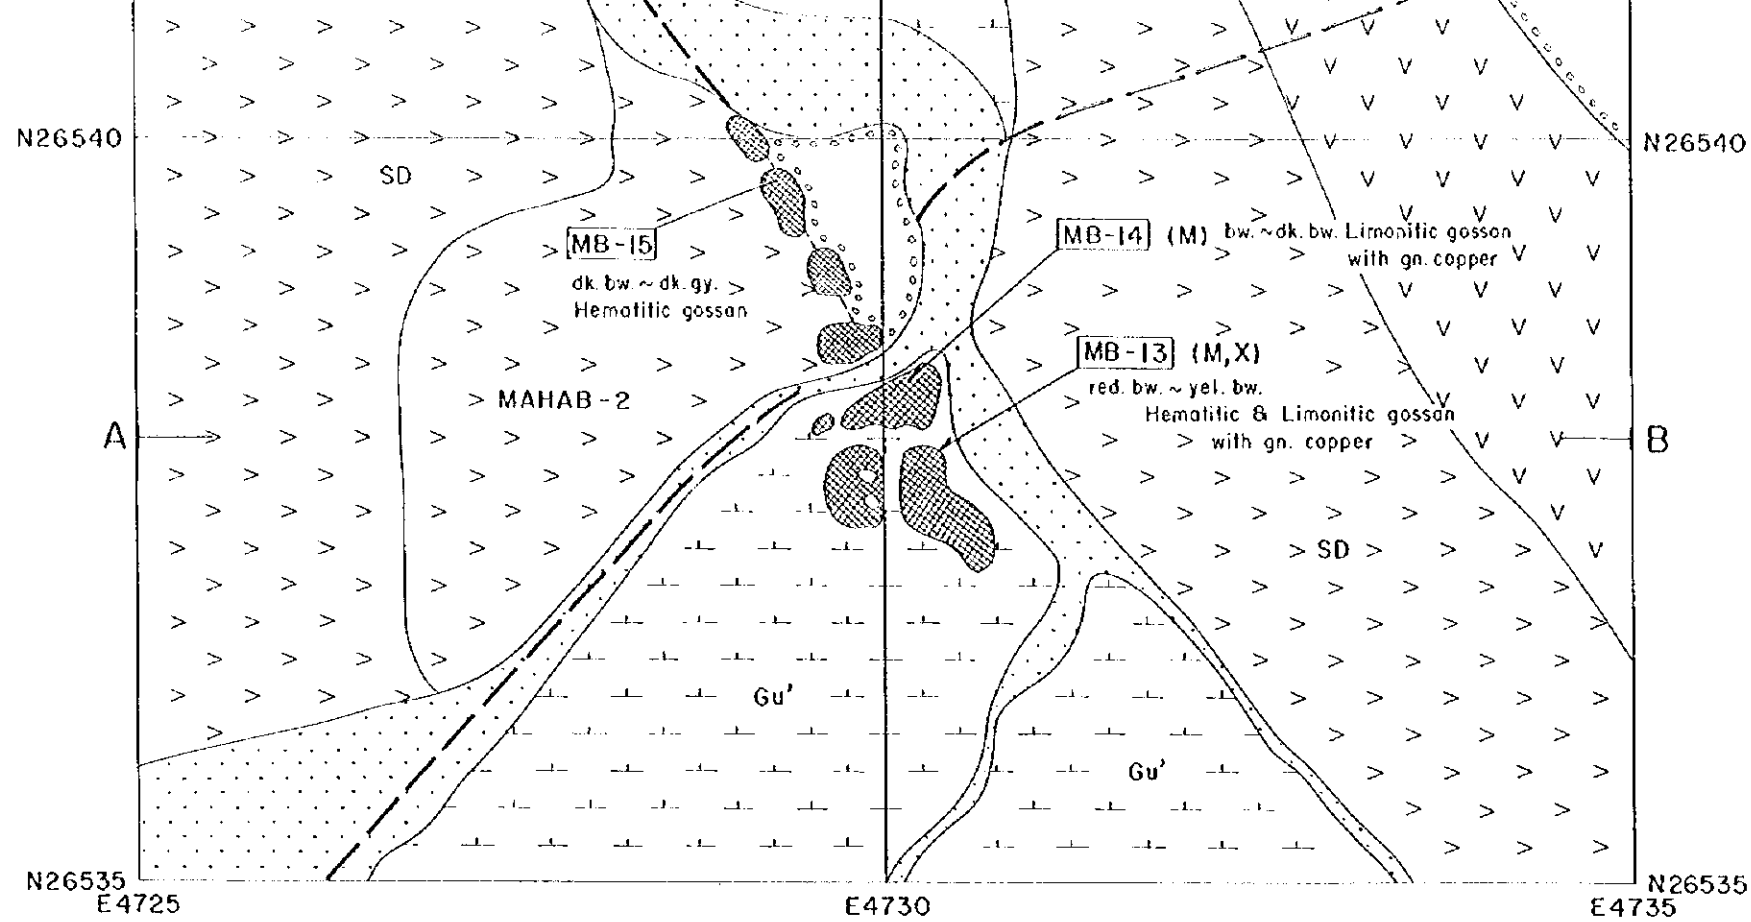 N26540
N26540
SD
MB-15
dk. bw. ~ dk. gy.
Hematitic gossan
MB-14 (M) bw. ~ dk. bw. Limonitic gossan
with gn. copper
MB-13 (M,X)
red. bw. ~ yel. bw.
Hematitic & Limonitic gossan
with gn. copper
MAHAB-2
A
B
SD
Gu'
Gu'
N26535
N26535
E4725
E4730
E4735